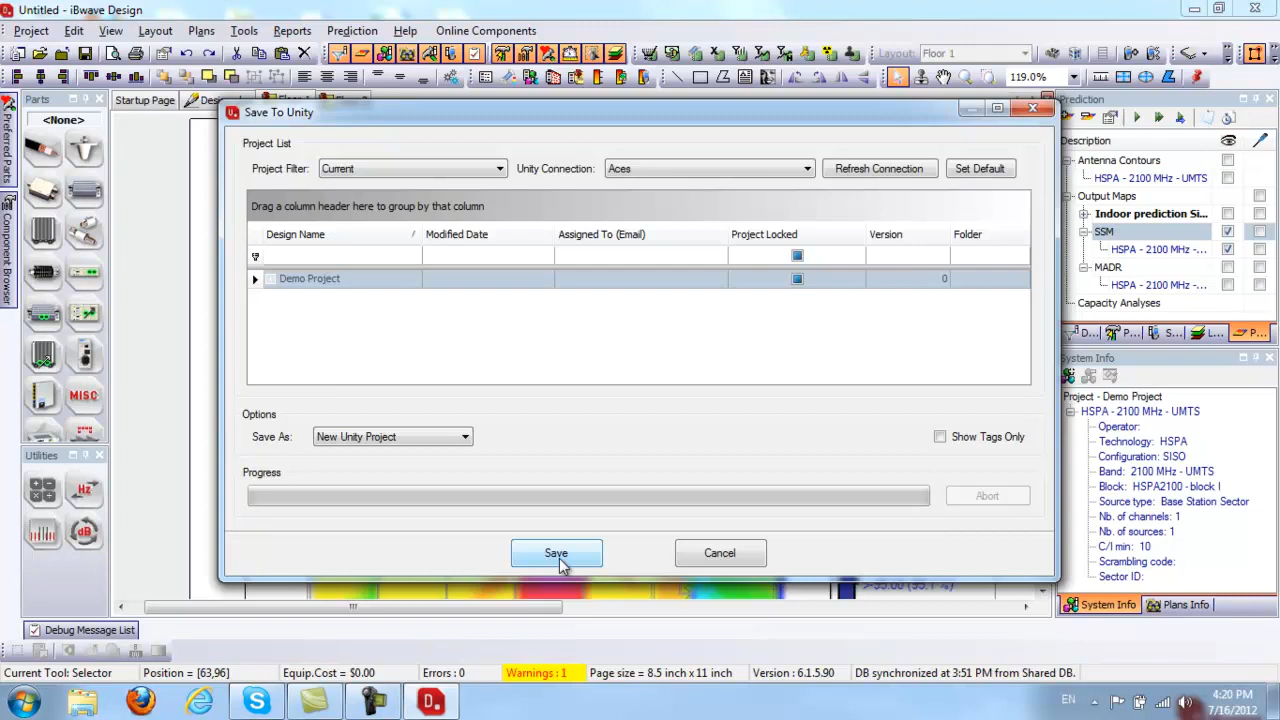 Untitled - iBwave Design
Project Edit View Layout Tools Plans Reports Prediction Help Online Components
Layout: Floor 1
119.0%
Parts
Startup Page
<None>
Preferred Parts
Component Browser
MISC
Utilities
Hz
dB
Debug Message List
Save To Unity
Project List
Project Filter: Current Unity Connection: Aces Refresh Connection Set Default
Drag a column header here to group by that column
Design Name / Modified Date Assigned To (Email) Project Locked Version Folder
Demo Project 0
Options
Save As: New Unity Project Show Tags Only
Progress
Abort
Save Cancel
Prediction
Description
Antenna Contours
HSPA - 2100 MHz - UMTS
Output Maps
Indoor prediction Si...
SSM
HSPA - 2100 MHz -...
MADR
HSPA - 2100 MHz -...
Capacity Analyses
D... P... S... L... P...
System Info
Project - Demo Project
HSPA - 2100 MHz - UMTS
Operator:
Technology: HSPA
Configuration: SISO
Band: 2100 MHz - UMTS
Block: HSPA2100 - block I
Source type: Base Station Sector
Nb. of channels: 1
Nb. of sources: 1
C/I min: 10
Scrambling code:
Sector ID:
System Info Plans Info
Current Tool: Selector Position = [63,96] Equip.Cost = $0.00 Errors : 0 Warnings : 1 Page size = 8.5 inch x 11 inch Version : 6.1.5.90 DB synchronized at 3:51 PM from Shared DB.
EN
4:20 PM
7/16/2012